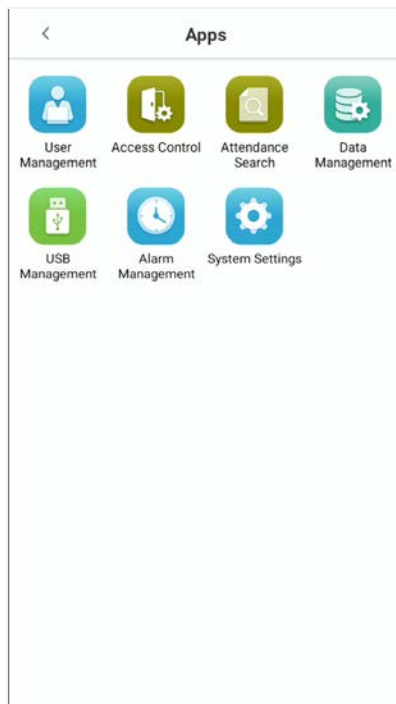 Apps
User
Management
Access Control
Attendance
Search
Data
Management
USB
Management
Alarm
Management
System Settings